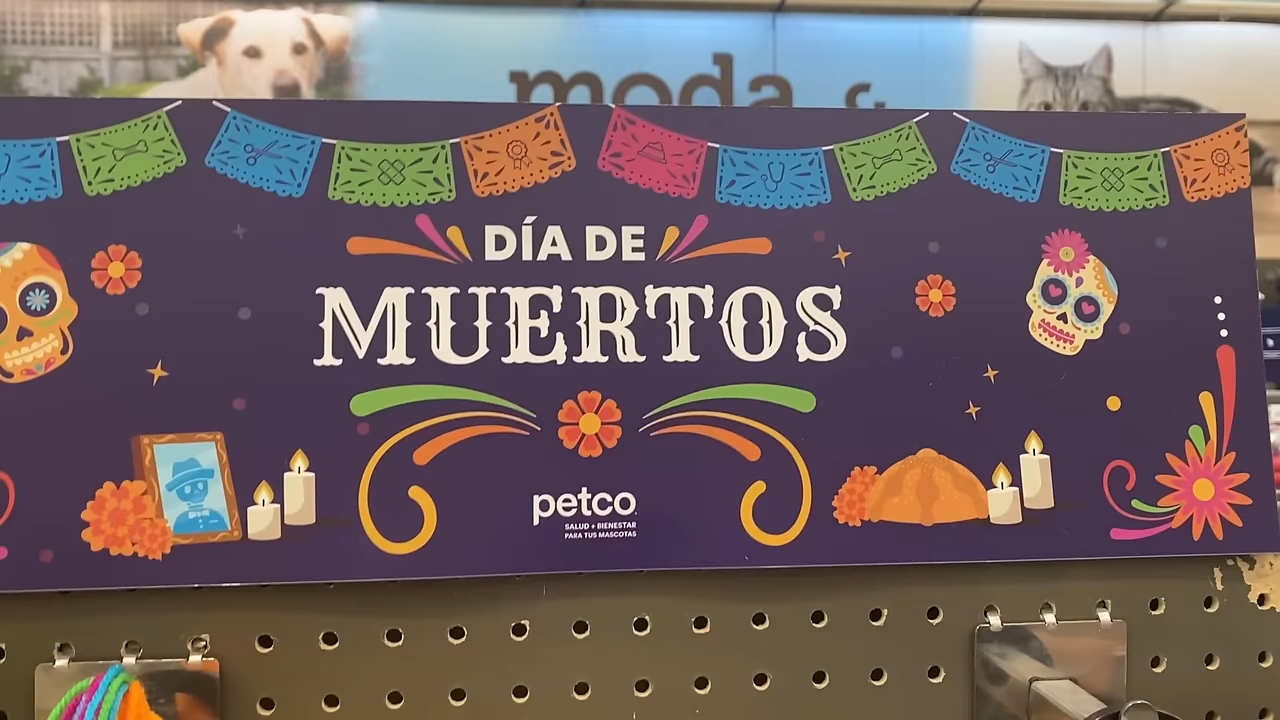 moda &
DÍA DE
MUERTOS
petco
SALUD + BIENESTAR
PARA TUS MASCOTAS